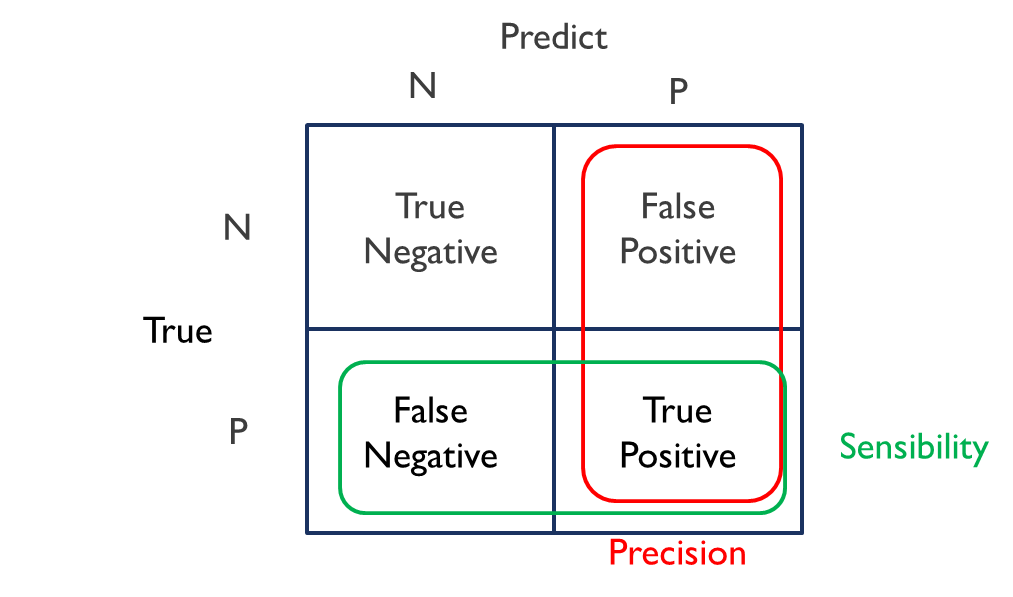 Predict
N
P
N
True
Negative
False
Positive
True
P
False
Negative
True
Positive
Sensibility
Precision